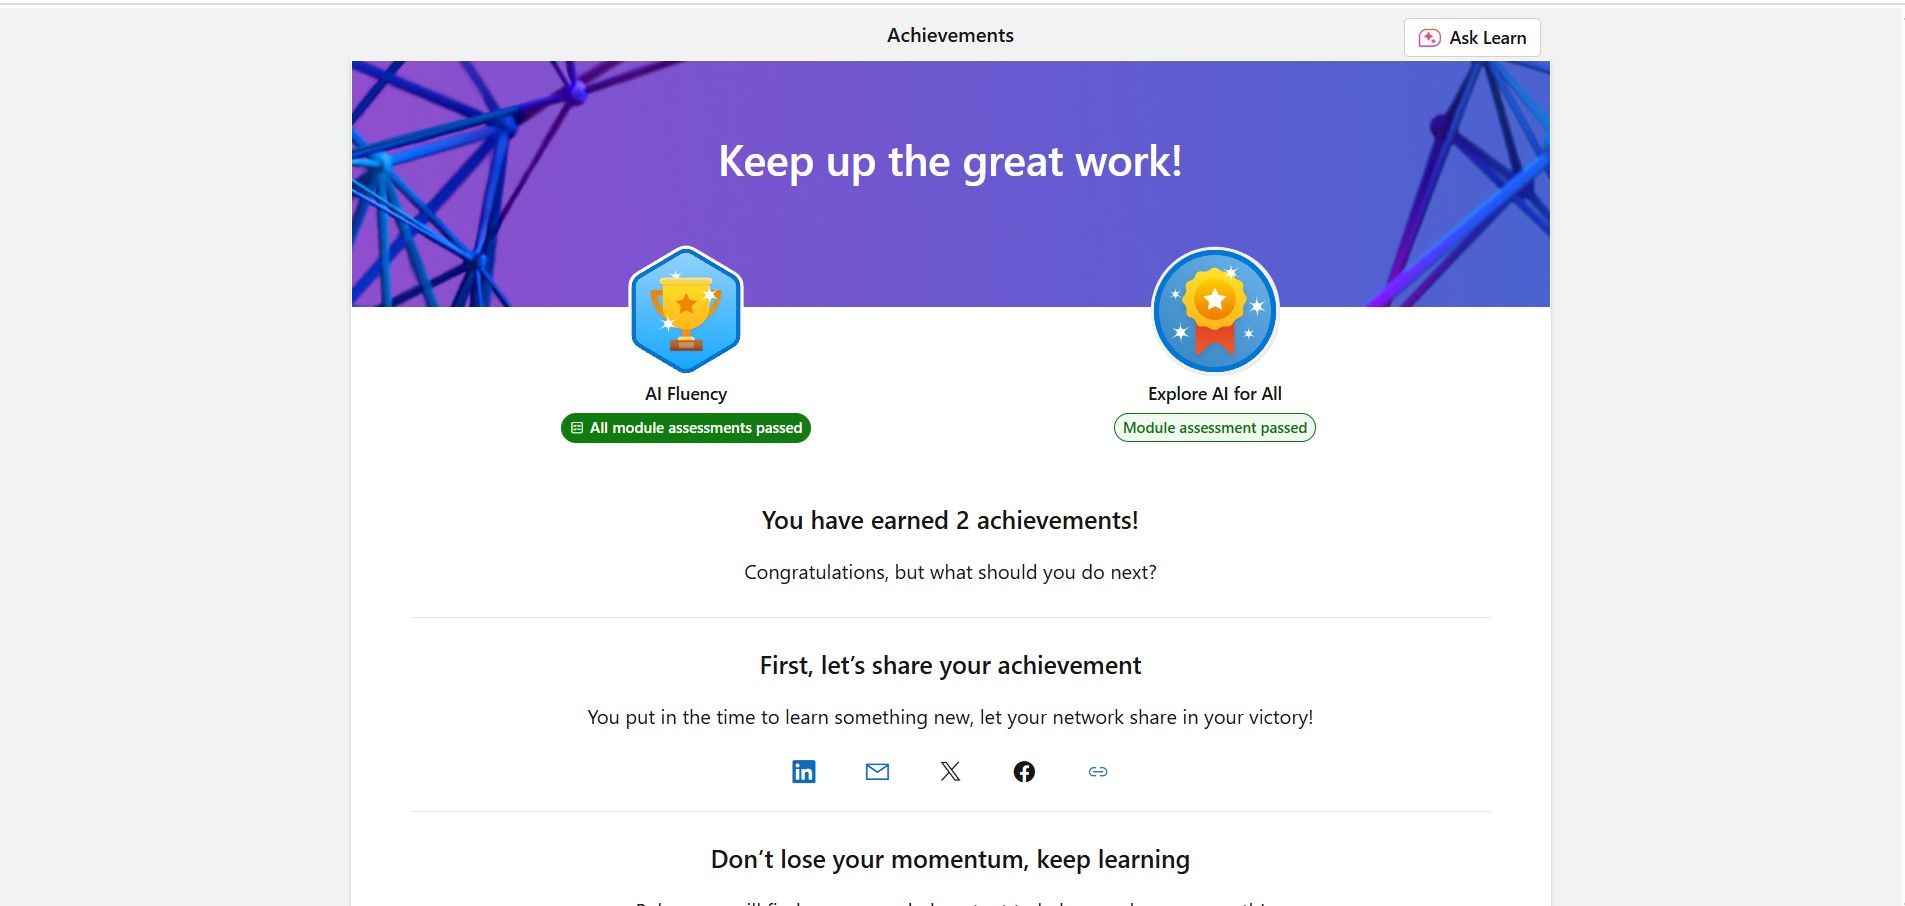 Achievements
Ask Learn
Keep up the great work!
AI Fluency
All module assessments passed
Explore AI for All
Module assessment passed
You have earned 2 achievements!
Congratulations, but what should you do next?
First, let’s share your achievement
You put in the time to learn something new, let your network share in your victory!
in
Don’t lose your momentum, keep learning